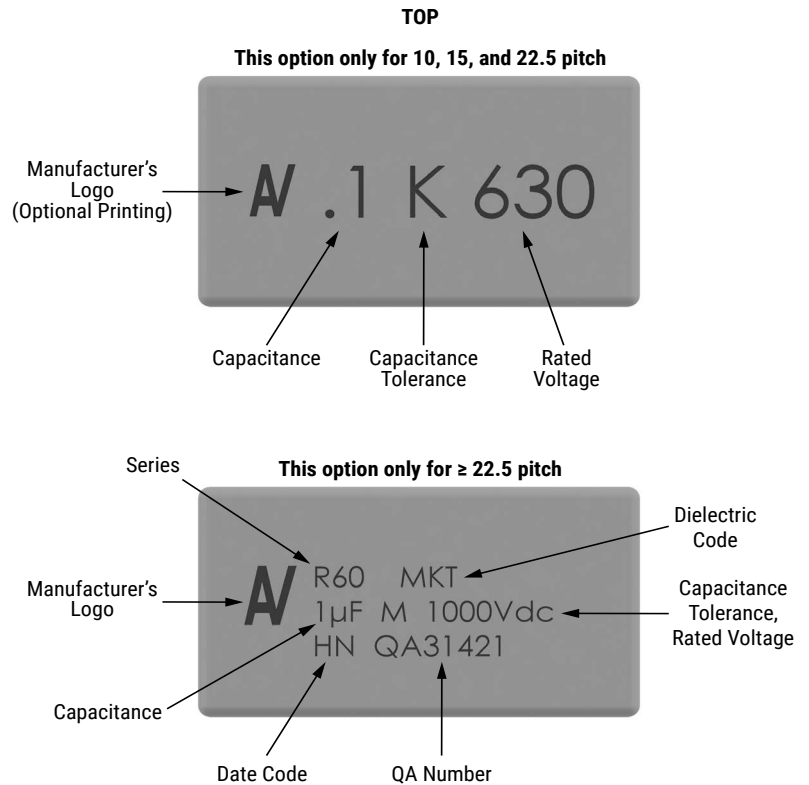 TOP
This option only for 10, 15, and 22.5 pitch
Manufacturer's
Logo
(Optional Printing)
.1 K 630
Capacitance
Capacitance
Tolerance
Rated
Voltage
Series
This option only for ≥ 22.5 pitch
Dielectric
Code
Manufacturer's
Logo
R60 MKT
1µF M 1000Vdc
HN QA31421
Capacitance
Tolerance,
Rated Voltage
Capacitance
Date Code
QA Number